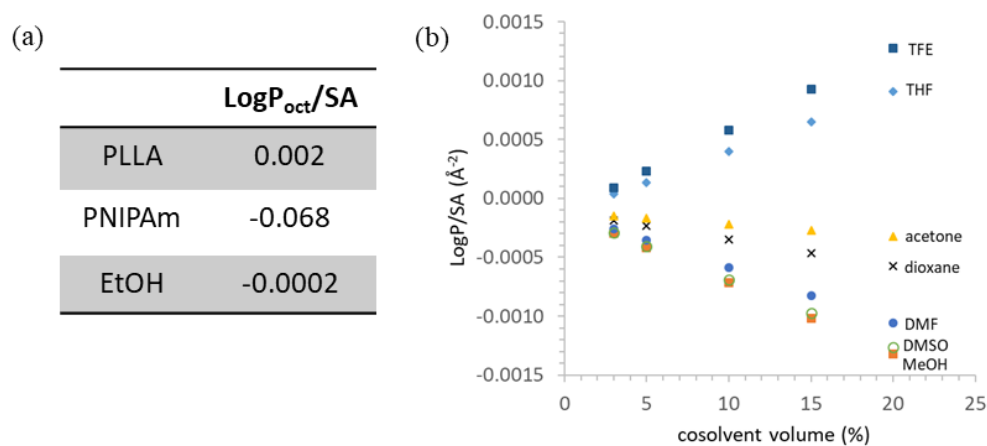 (a)
LogPoct/SA
PLLA 0.002
PNIPAm -0.068
EtOH -0.0002
(b)
LogP/SA (Å⁻²)
0.0015
0.0010
0.0005
0.0000
-0.0005
-0.0010
-0.0015
TFE
THF
acetone
dioxane
DMF
DMSO
MeOH
0 5 10 15 20 25
cosolvent volume (%)